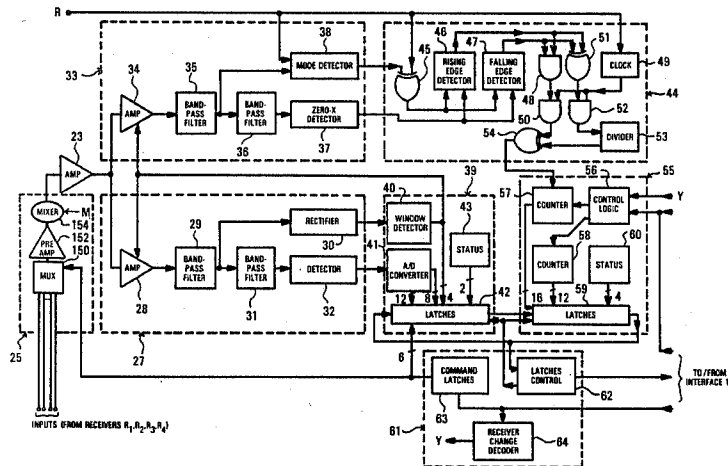 R
38
MODE DETECTOR
33
34
AMP
35
BAND-
PASS
FILTER
BAND-
PASS
FILTER
36
ZERO-X
DETECTOR
37
45
46
RISING
EDGE
DETECTOR
47
FALLING
EDGE
DETECTOR
48
51
CLOCK
49
50
52
44
54
DIVIDER
53
23
AMP
MIXER
M
154
PRE
AMP
152
150
MUX
25
INPUTS (FROM RECEIVERS R1,R2,R3,R4)
AMP
28
29
BAND-
PASS
FILTER
RECTIFIER
30
BAND-
PASS
FILTER
31
DETECTOR
32
27
39
40
WINDOW
DETECTOR
43
STATUS
41
A/D
CONVERTER
12
8
4
2
LATCHES
42
6
55
56
57
COUNTER
CONTROL
LOGIC
Y
58
COUNTER
60
STATUS
16
12
59
4
LATCHES
COMMAND
LATCHES
63
LATCHES
CONTROL
62
61
Y
RECEIVER
CHANGE
DECODER
64
TO/FROM
INTERFACE 1